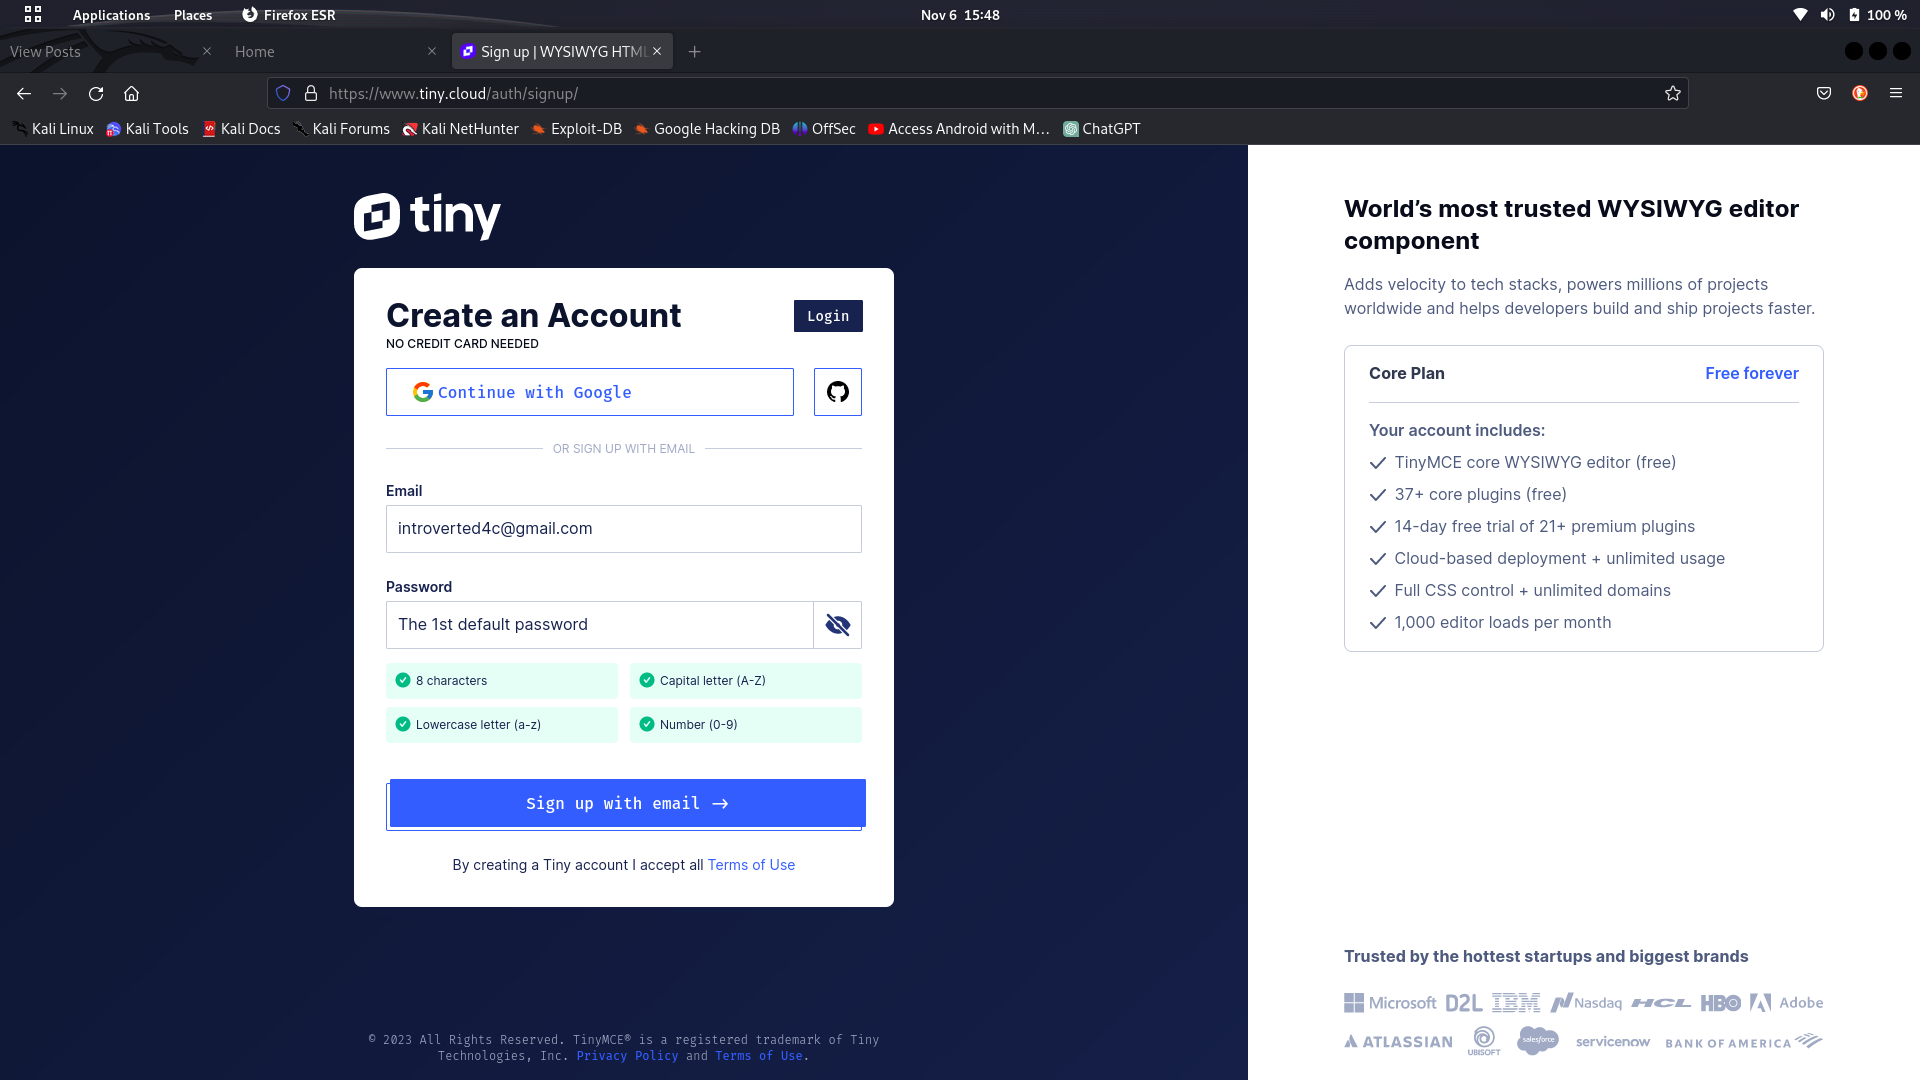 Applications Places Firefox ESR Nov 6 15:48 100 %
View Posts Home Sign up | WYSIWYG HTML
https://www.tiny.cloud/auth/signup/
Kali Linux Kali Tools Kali Docs Kali Forums Kali NetHunter Exploit-DB Google Hacking DB OffSec Access Android with M... ChatGPT
tiny
Create an Account
Login
NO CREDIT CARD NEEDED
Continue with Google
OR SIGN UP WITH EMAIL
Email
introverted4c@gmail.com
Password
The 1st default password
8 characters Capital letter (A-Z)
Lowercase letter (a-z) Number (0-9)
Sign up with email →
By creating a Tiny account I accept all Terms of Use
© 2023 All Rights Reserved. TinyMCE® is a registered trademark of Tiny
Technologies, Inc. Privacy Policy and Terms of Use.
World’s most trusted WYSIWYG editor
component
Adds velocity to tech stacks, powers millions of projects
worldwide and helps developers build and ship projects faster.
Core Plan Free forever
Your account includes:
TinyMCE core WYSIWYG editor (free)
37+ core plugins (free)
14-day free trial of 21+ premium plugins
Cloud-based deployment + unlimited usage
Full CSS control + unlimited domains
1,000 editor loads per month
Trusted by the hottest startups and biggest brands
Microsoft D2L IBM Nasdaq HCL HBO Adobe
ATLASSIAN UBISOFT salesforce servicenow BANK OF AMERICA